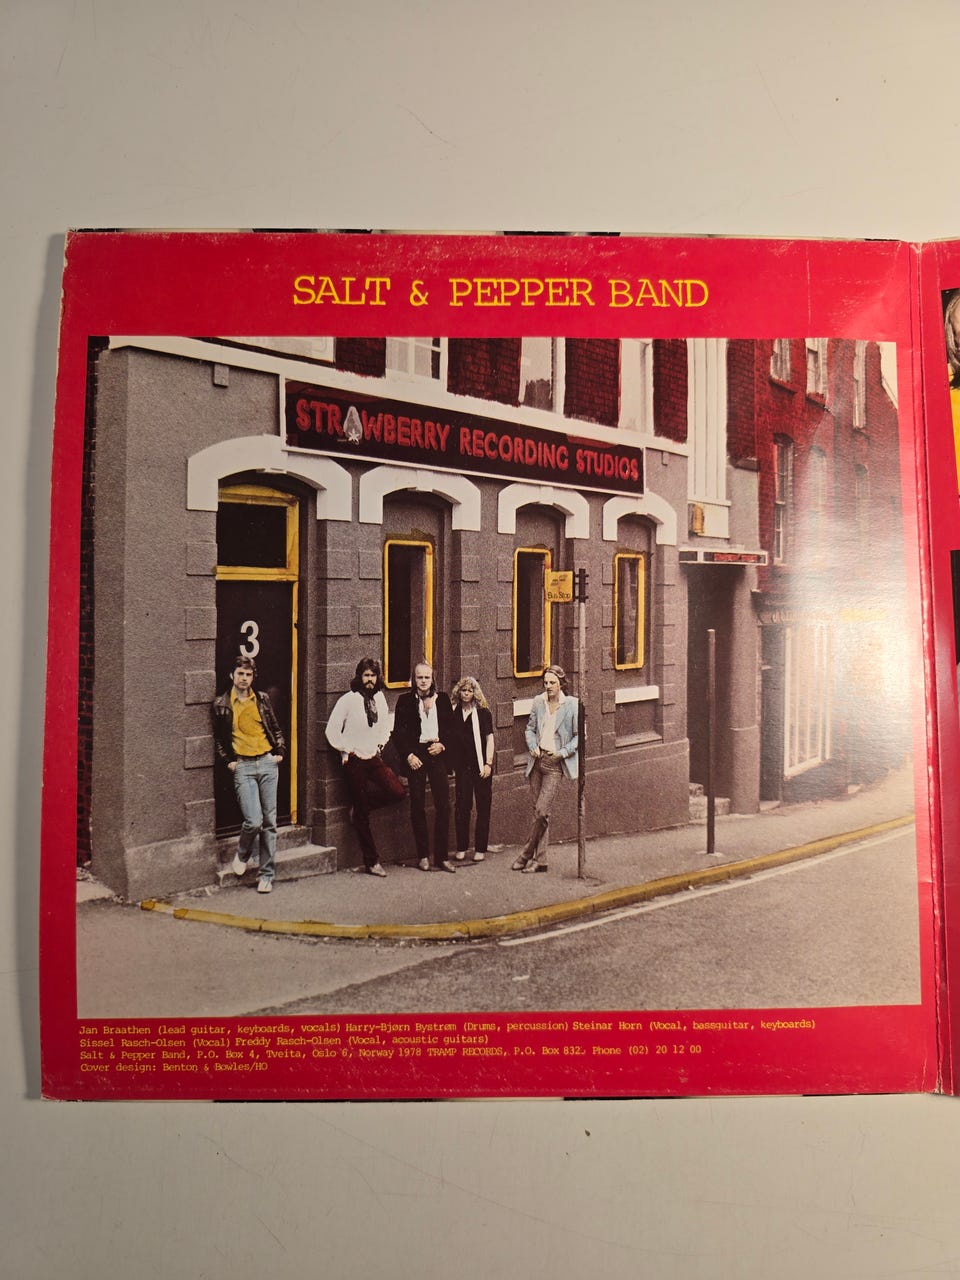 SALT & PEPPER BAND
STRAWBERRY RECORDING STUDIOS
Bus Stop
3
Jan Braathen (lead guitar, keyboards, vocals) Harry-Bjørn Bystrøm (Drums, percussion) Steinar Horn (Vocal, bassguitar, keyboards)
Sissel Rasch-Olsen (Vocal) Freddy Rasch-Olsen (Vocal, acoustic guitars)
Salt & Pepper Band, P.O. Box 4, Tveita, Oslo 6, Norway 1978 TRAMP RECORDS, P.O. Box 832, Phone (02) 20 12 00
Cover design: Benton & Bowles/HO